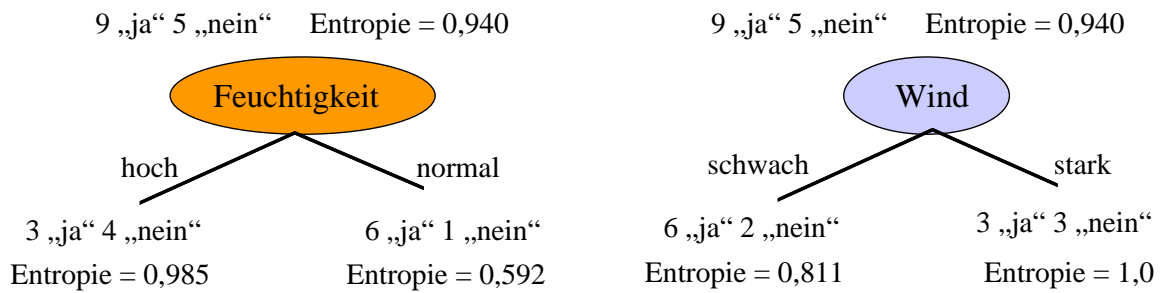 9 „ja“ 5 „nein“ Entropie = 0,940
Feuchtigkeit
hoch
normal
3 „ja“ 4 „nein“
Entropie = 0,985
6 „ja“ 1 „nein“
Entropie = 0,592
9 „ja“ 5 „nein“ Entropie = 0,940
Wind
schwach
stark
6 „ja“ 2 „nein“
Entropie = 0,811
3 „ja“ 3 „nein“
Entropie = 1,0